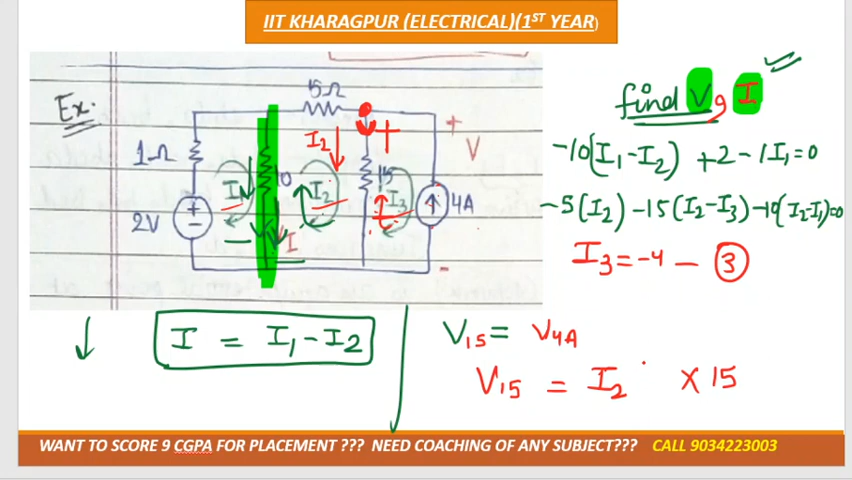 IIT KHARAGPUR (ELECTRICAL)(1ST YEAR)
Ex.
5Ω
1Ω
10
15
2V
4A
V
I1
I2
I2
I3
I
+
+
-
find V & I
-10(I1-I2) +2-1I1=0
-5(I2) -15(I2-I3) -10(I2-I1)=0
I3=-4 - 3
I = I1-I2
V15= V4A
V15 = I2 × 15
WANT TO SCORE 9 CGPA FOR PLACEMENT ??? NEED COACHING OF ANY SUBJECT??? CALL 9034223003